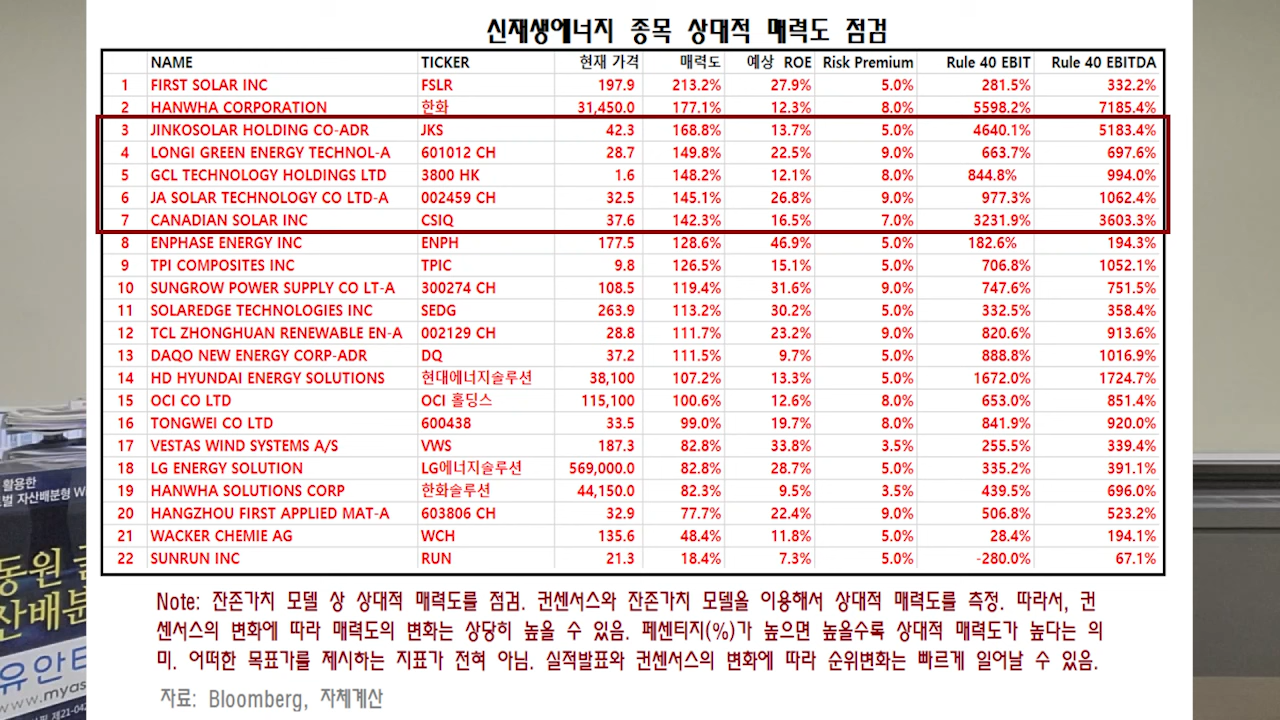 신재생에너지 종목 상대적 매력도 점검
NAME TICKER 현재 가격 매력도 예상 ROE Risk Premium Rule 40 EBIT Rule 40 EBITDA
1 FIRST SOLAR INC FSLR 197.9 213.2% 27.9% 5.0% 281.5% 332.2%
2 HANWHA CORPORATION 한화 31,450.0 177.1% 12.3% 8.0% 5598.2% 7185.4%
3 JINKOSOLAR HOLDING CO-ADR JKS 42.3 168.8% 13.7% 5.0% 4640.1% 5183.4%
4 LONGI GREEN ENERGY TECHNOL-A 601012 CH 28.7 149.8% 22.5% 9.0% 663.7% 697.6%
5 GCL TECHNOLOGY HOLDINGS LTD 3800 HK 1.6 148.2% 12.1% 8.0% 844.8% 994.0%
6 JA SOLAR TECHNOLOGY CO LTD-A 002459 CH 32.5 145.1% 26.8% 9.0% 977.3% 1062.4%
7 CANADIAN SOLAR INC CSIQ 37.6 142.3% 16.5% 7.0% 3231.9% 3603.3%
8 ENPHASE ENERGY INC ENPH 177.5 128.6% 46.9% 5.0% 182.6% 194.3%
9 TPI COMPOSITES INC TPIC 9.8 126.5% 15.1% 5.0% 706.8% 1052.1%
10 SUNGROW POWER SUPPLY CO LT-A 300274 CH 108.5 119.4% 31.6% 9.0% 747.6% 751.5%
11 SOLAREDGE TECHNOLOGIES INC SEDG 263.9 113.2% 30.2% 5.0% 332.5% 358.4%
12 TCL ZHONGHUAN RENEWABLE EN-A 002129 CH 28.8 111.7% 23.2% 9.0% 820.6% 913.6%
13 DAQO NEW ENERGY CORP-ADR DQ 37.2 111.5% 9.7% 5.0% 888.8% 1016.9%
14 HD HYUNDAI ENERGY SOLUTIONS 현대에너지솔루션 38,100 107.2% 13.3% 5.0% 1672.0% 1724.7%
15 OCI CO LTD OCI 홀딩스 115,100 100.6% 12.6% 8.0% 653.0% 851.4%
16 TONGWEI CO LTD 600438 33.5 99.0% 19.7% 8.0% 841.9% 920.0%
17 VESTAS WIND SYSTEMS A/S VWS 187.3 82.8% 33.8% 3.5% 255.5% 339.4%
18 LG ENERGY SOLUTION LG에너지솔루션 569,000.0 82.8% 28.7% 5.0% 335.2% 391.1%
19 HANWHA SOLUTIONS CORP 한화솔루션 44,150.0 82.3% 9.5% 3.5% 439.5% 696.0%
20 HANGZHOU FIRST APPLIED MAT-A 603806 CH 32.9 77.7% 22.4% 9.0% 506.8% 523.2%
21 WACKER CHEMIE AG WCH 135.6 48.4% 11.8% 5.0% 28.4% 194.1%
22 SUNRUN INC RUN 21.3 18.4% 7.3% 5.0% -280.0% 67.1%
Note: 잔존가치 모델 상 상대적 매력도를 점검. 컨센서스와 잔존가치 모델을 이용해서 상대적 매력도를 측정. 따라서, 컨
센서스의 변화에 따라 매력도의 변화는 상당히 높을 수 있음. 페센티지(%)가 높으면 높을수록 상대적 매력도가 높다는 의
미. 어떠한 목표가를 제시하는 지표가 전혀 아님. 실적발표와 컨센서스의 변화에 따라 순위변화는 빠르게 일어날 수 있음.
자료: Bloomberg, 자체계산
활용한
자산배분형
동원
산배분
유안타
www.myas